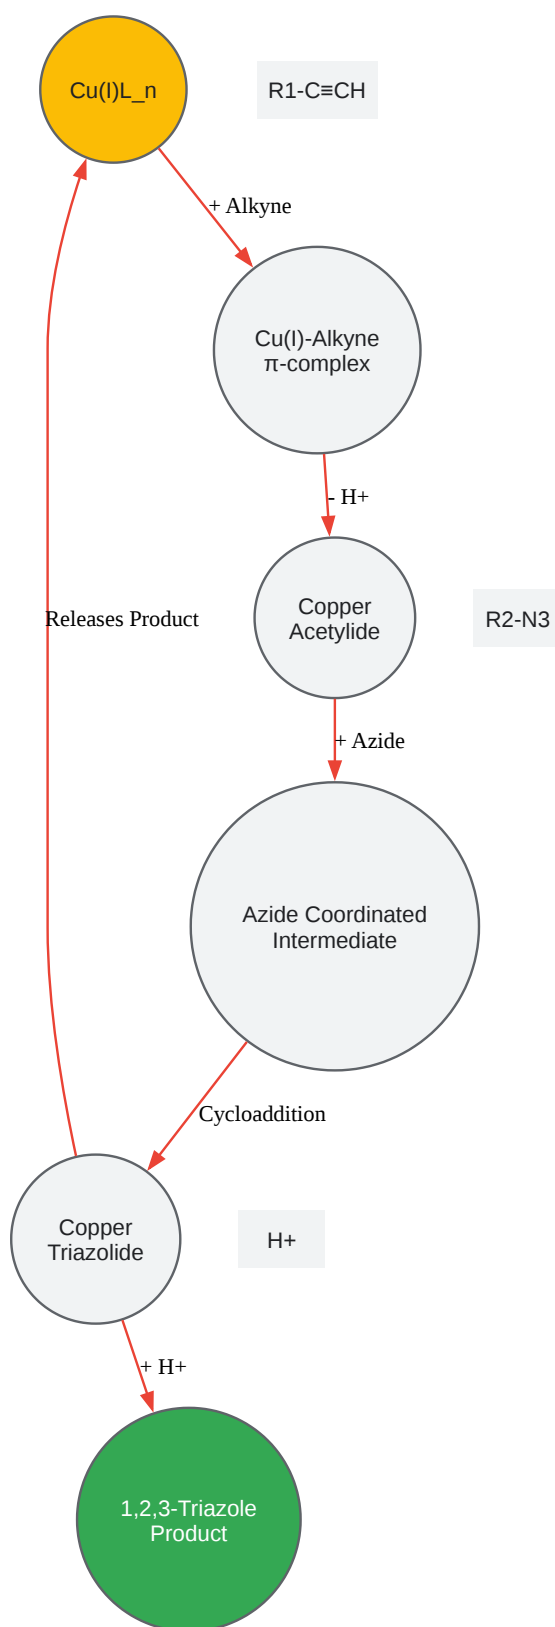 Cu(I)L_n
R1-C≡CH
+ Alkyne
Cu(I)-Alkyne
π-complex
- H+
Copper
Acetylide
Releases Product
R2-N3
+ Azide
Azide Coordinated
Intermediate
Cycloaddition
Copper
Triazolide
H+
+ H+
1,2,3-Triazole
Product